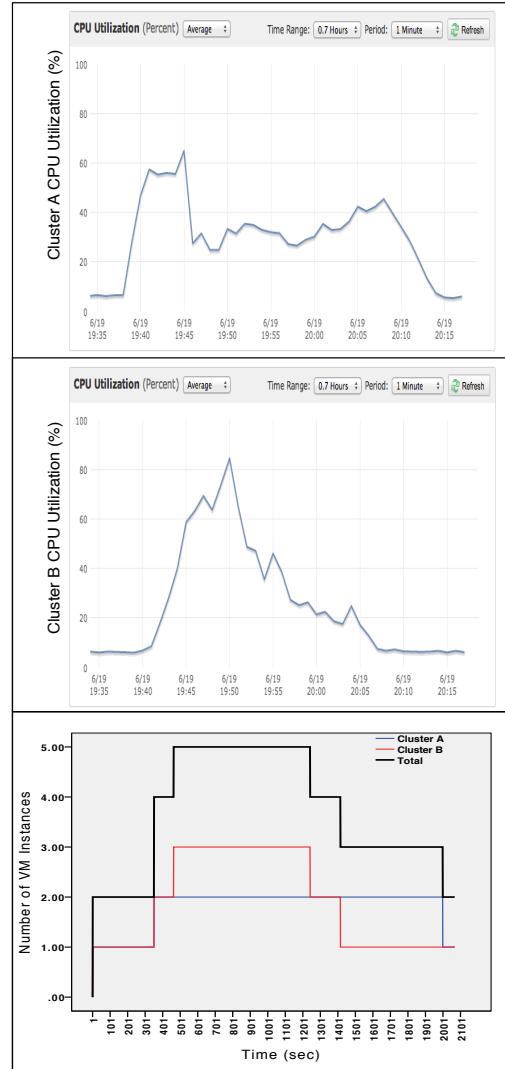 CPU Utilization (Percent) Average Time Range: 0.7 Hours Period: 1 Minute Refresh
Cluster A CPU Utilization (%)
100
80
60
40
20
0
6/19 6/19 6/19 6/19 6/19 6/19 6/19 6/19 6/19
19:35 19:40 19:45 19:50 19:55 20:00 20:05 20:10 20:15
CPU Utilization (Percent) Average Time Range: 0.7 Hours Period: 1 Minute Refresh
Cluster B CPU Utilization (%)
100
80
60
40
20
0
6/19 6/19 6/19 6/19 6/19 6/19 6/19 6/19 6/19
19:35 19:40 19:45 19:50 19:55 20:00 20:05 20:10 20:15
Cluster A
Cluster B
Total
Number of VM Instances
5.00
4.00
3.00
2.00
1.00
.00
1 101 201 301 401 501 601 701 801 901 1001 1101 1201 1301 1401 1501 1601 1701 1801 1901 2001 2101
Time (sec)